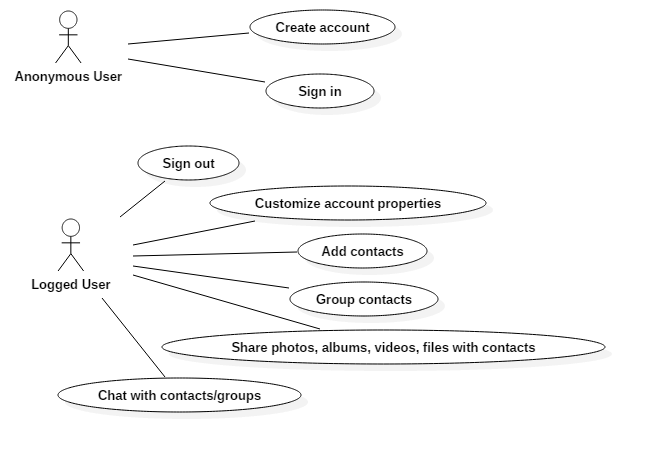 Create account
Anonymous User
Sign in
Sign out
Customize account properties
Add contacts
Logged User
Group contacts
Share photos, albums, videos, files with contacts
Chat with contacts/groups